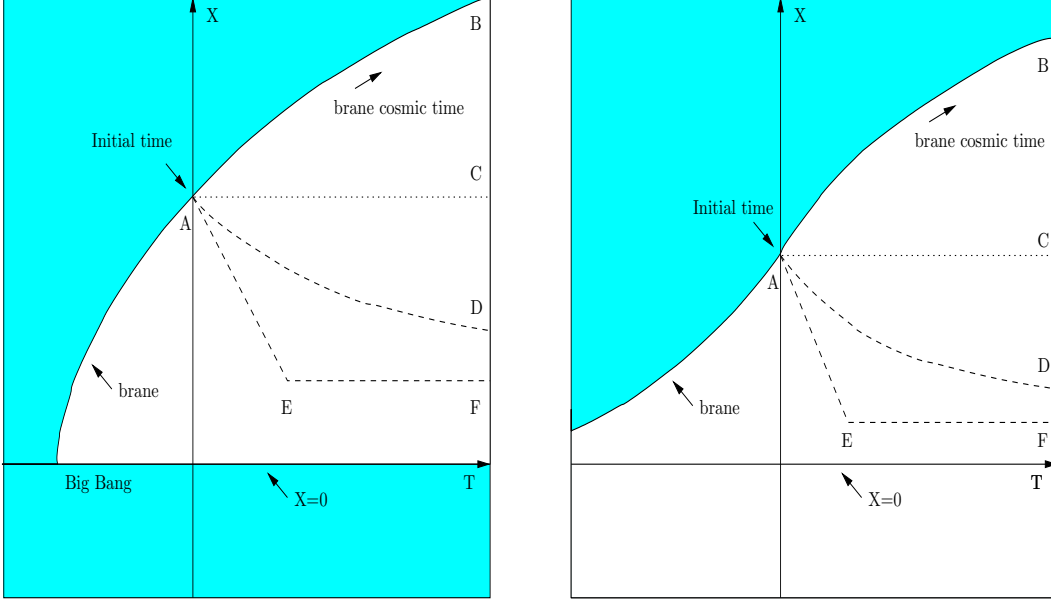 X
B
brane cosmic time
Initial time
C
A
D
brane
E
F
Big Bang
T
X=0
X
B
brane cosmic time
Initial time
C
A
D
brane
E
F
T
X=0